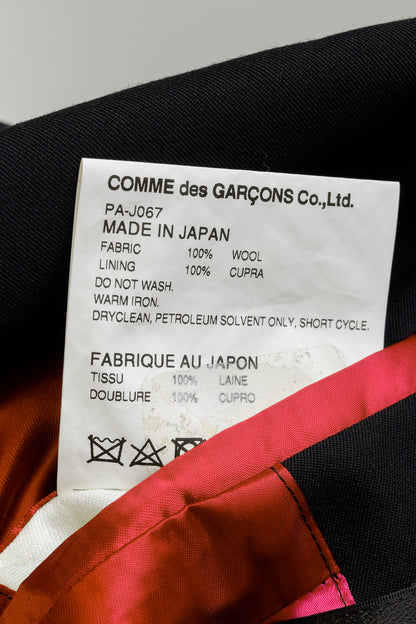 COMME des GARÇONS Co.,Ltd.
PA-J067
MADE IN JAPAN
FABRIC 100% WOOL
LINING 100% CUPRA
DO NOT WASH.
WARM IRON.
DRYCLEAN, PETROLEUM SOLVENT ONLY, SHORT CYCLE.
FABRIQUE AU JAPON
TISSU 100% LAINE
DOUBLURE 100% CUPRO